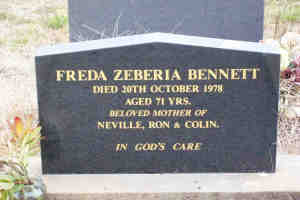 FREDA ZEBERIA BENNETT
DIED 20TH OCTOBER 1978
AGED 71 YRS.
BELOVED MOTHER OF
NEVILLE, RON & COLIN.
IN GOD'S CARE